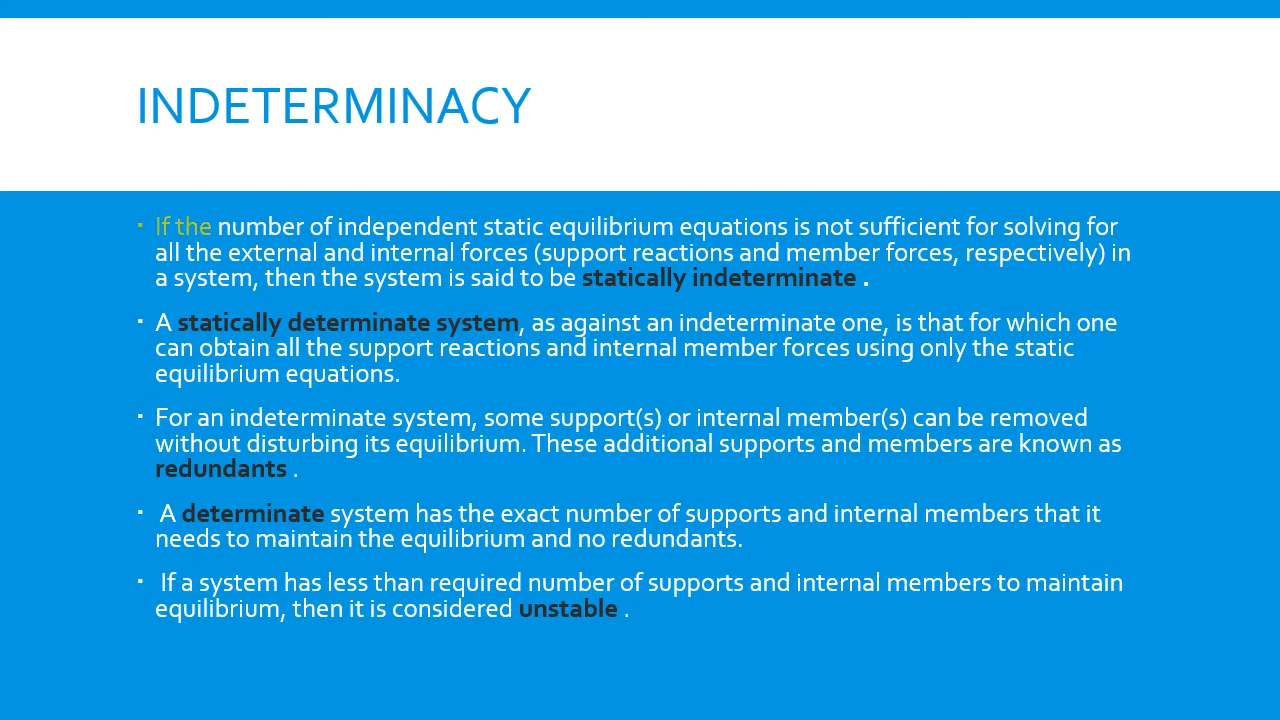 INDETERMINACY
▪ If the number of independent static equilibrium equations is not sufficient for solving for
all the external and internal forces (support reactions and member forces, respectively) in
a system, then the system is said to be statically indeterminate .
▪ A statically determinate system, as against an indeterminate one, is that for which one
can obtain all the support reactions and internal member forces using only the static
equilibrium equations.
▪ For an indeterminate system, some support(s) or internal member(s) can be removed
without disturbing its equilibrium. These additional supports and members are known as
redundants .
▪ A determinate system has the exact number of supports and internal members that it
needs to maintain the equilibrium and no redundants.
▪ If a system has less than required number of supports and internal members to maintain
equilibrium, then it is considered unstable .